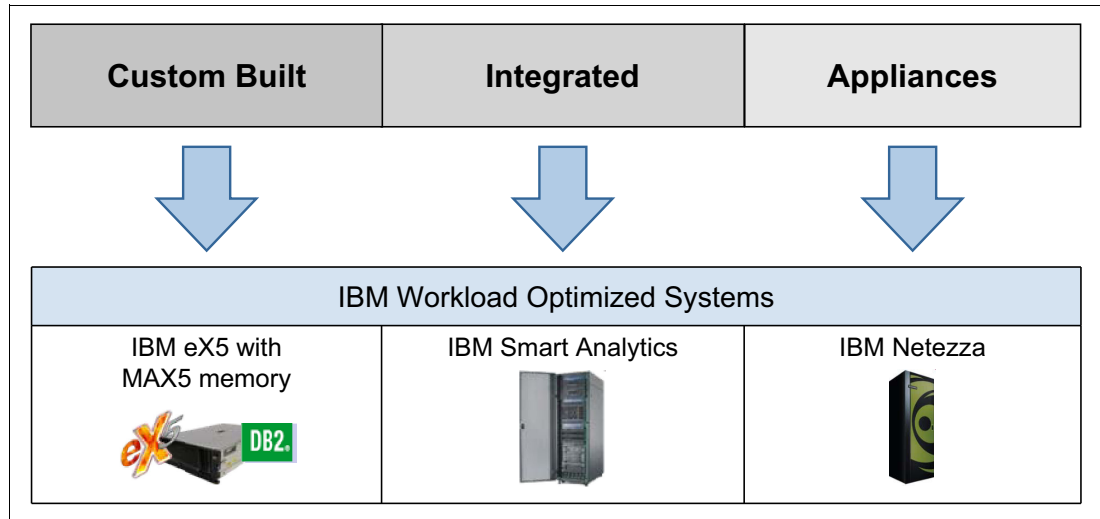 Custom Built
Integrated
Appliances
IBM Workload Optimized Systems
IBM eX5 with
MAX5 memory
IBM Smart Analytics
IBM Netezza
eX5
DB2.